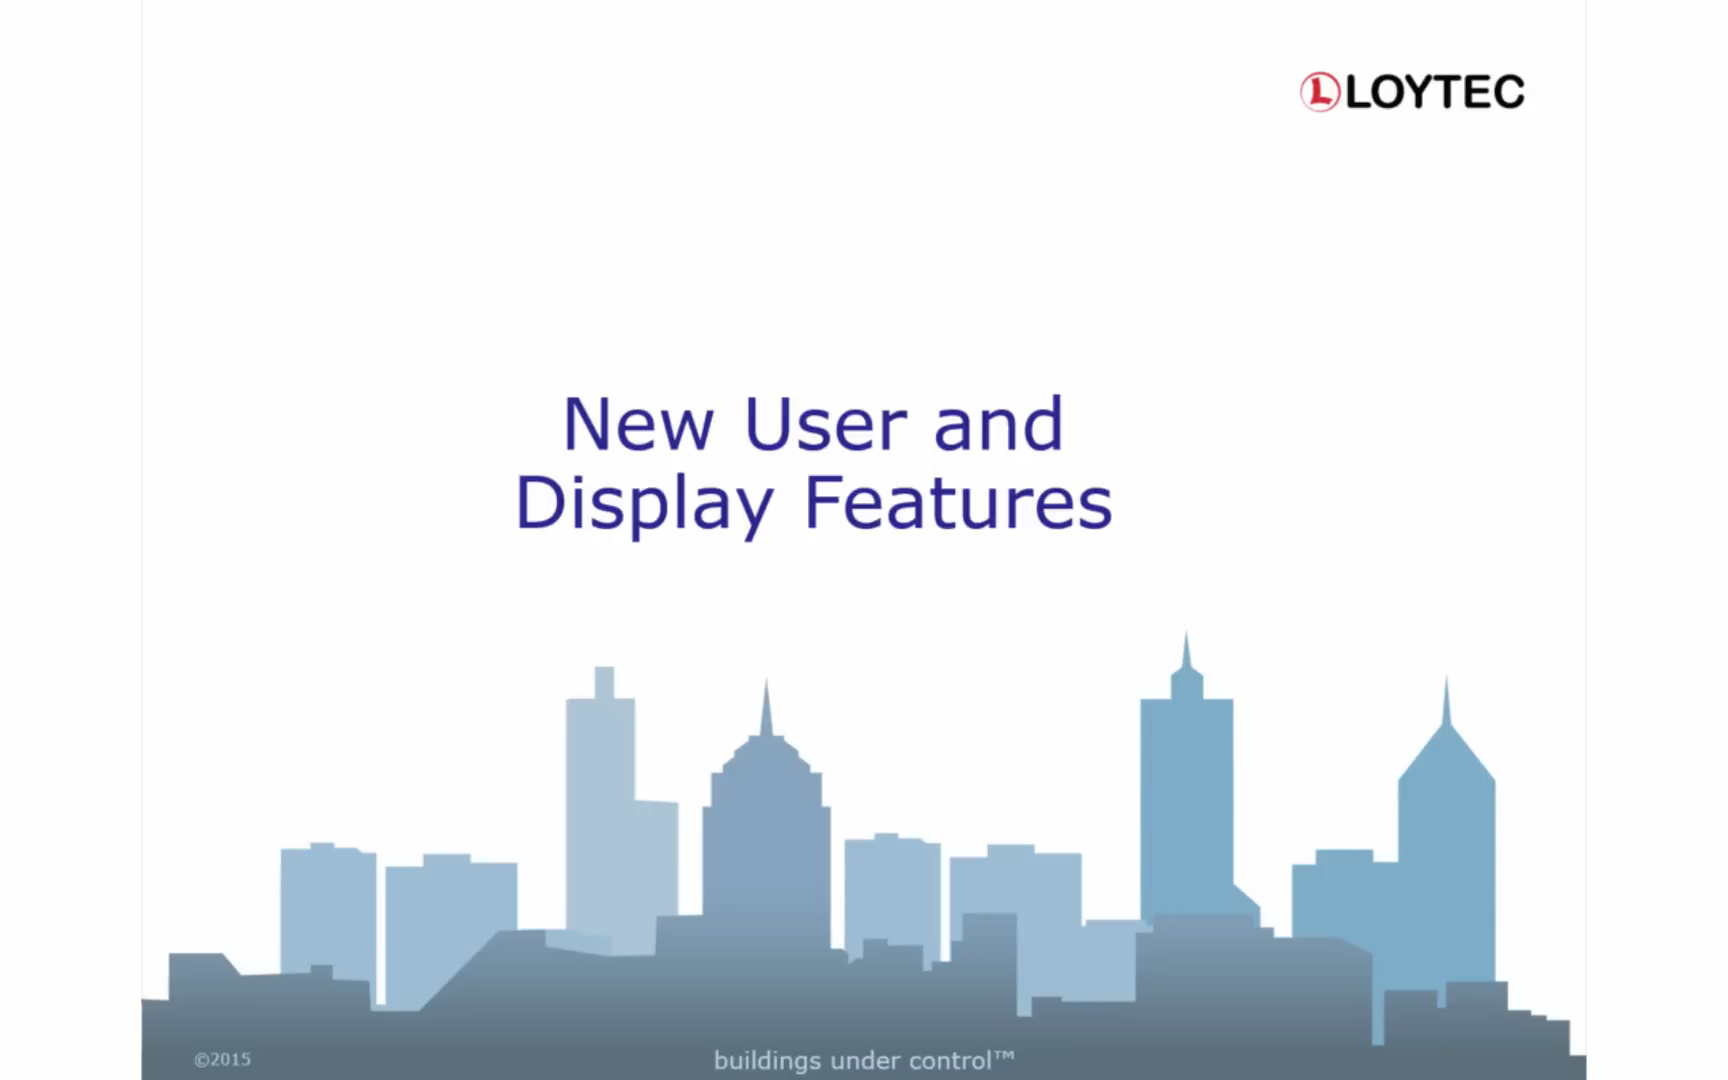 LOYTEC
New User and
Display Features
©2015
buildings under control™